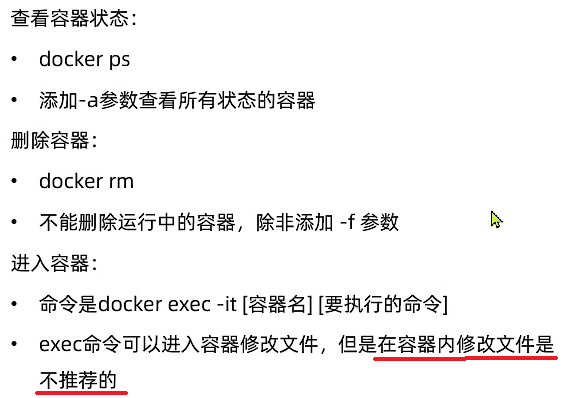 查看容器状态：
• docker ps
• 添加-a参数查看所有状态的容器
删除容器：
• docker rm
• 不能删除运行中的容器，除非添加 -f 参数
进入容器：
• 命令是docker exec -it [容器名] [要执行的命令]
• exec命令可以进入容器修改文件，但是在容器内修改文件是
不推荐的